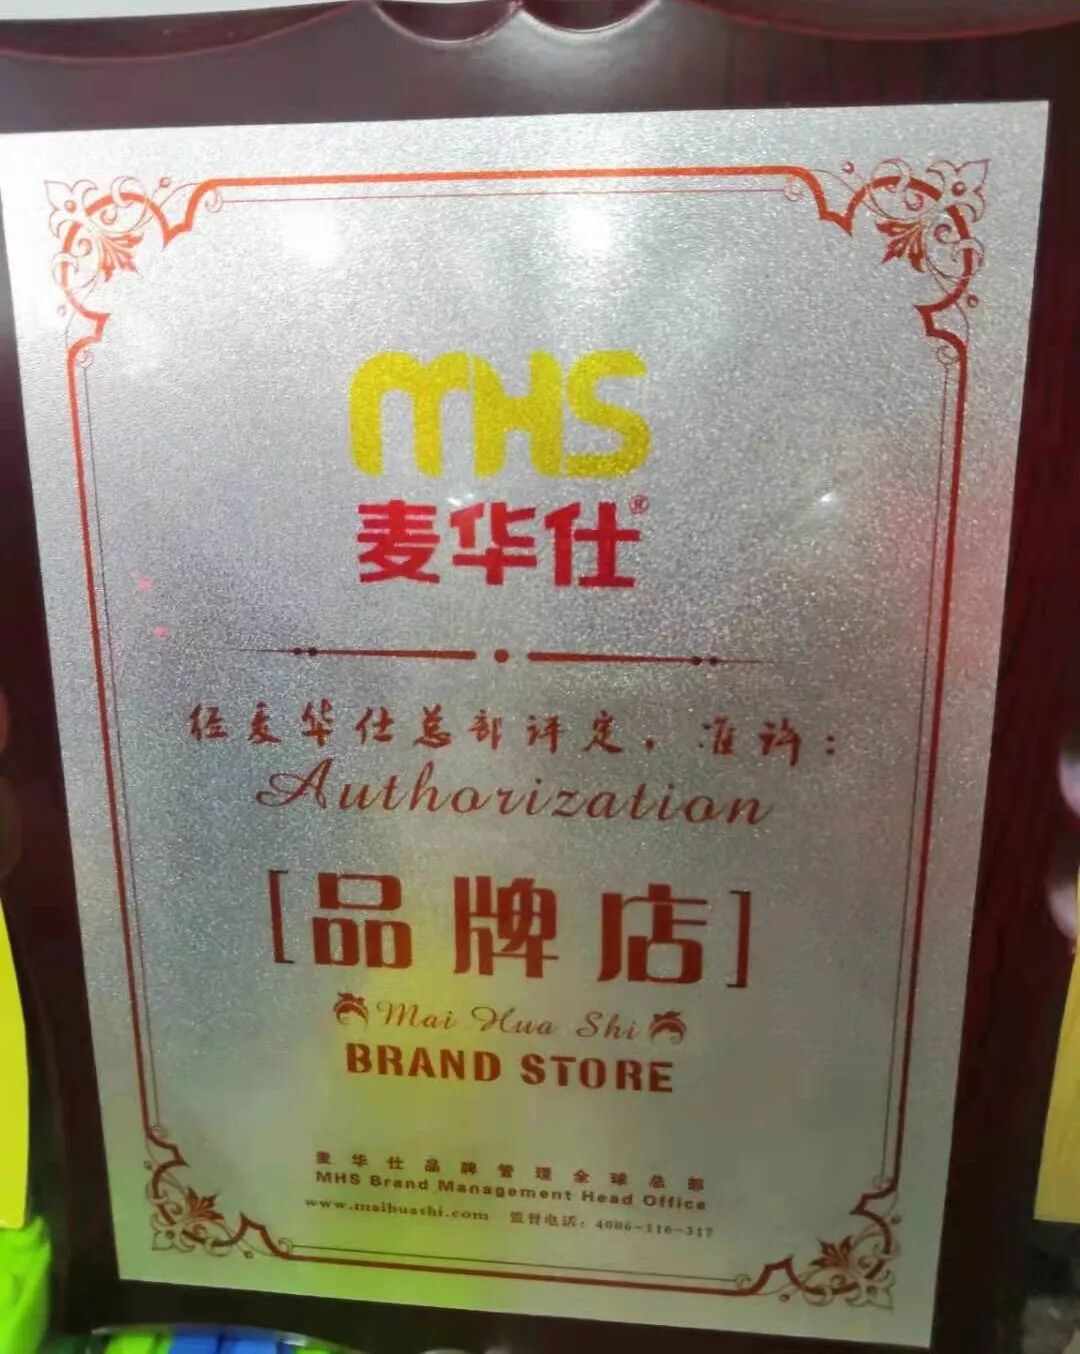 MHS
麦华仕®
经麦华仕总部评定，准许：
Authorization
[品牌店]
Mai Hua Shi
BRAND STORE
麦华仕品牌管理全球总部
MHS Brand Management Head Office
www.maihuashi.com 监督电话：4006-116-317